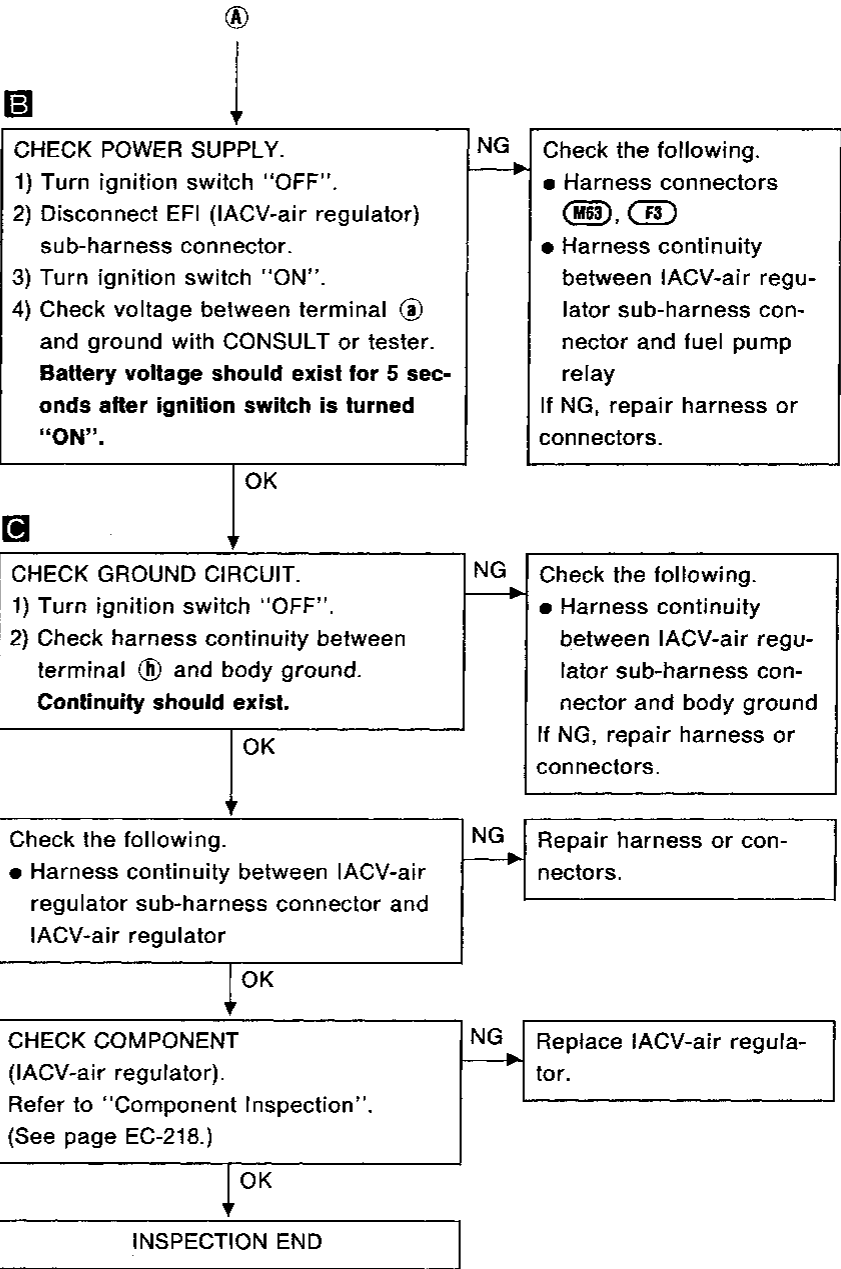 Ⓐ
B
CHECK POWER SUPPLY.
1) Turn ignition switch "OFF".
2) Disconnect EFI (IACV-air regulator)
sub-harness connector.
3) Turn ignition switch "ON".
4) Check voltage between terminal ⓐ
and ground with CONSULT or tester.
Battery voltage should exist for 5 sec-
onds after ignition switch is turned
"ON".
NG
Check the following.
● Harness connectors
M63, F3
● Harness continuity
between IACV-air regu-
lator sub-harness con-
nector and fuel pump
relay
If NG, repair harness or
connectors.
OK
C
CHECK GROUND CIRCUIT.
1) Turn ignition switch "OFF".
2) Check harness continuity between
terminal ⓗ and body ground.
Continuity should exist.
NG
Check the following.
● Harness continuity
between IACV-air regu-
lator sub-harness con-
nector and body ground
If NG, repair harness or
connectors.
OK
Check the following.
● Harness continuity between IACV-air
regulator sub-harness connector and
IACV-air regulator
NG
Repair harness or con-
nectors.
OK
CHECK COMPONENT
(IACV-air regulator).
Refer to "Component Inspection".
(See page EC-218.)
NG
Replace IACV-air regula-
tor.
OK
INSPECTION END